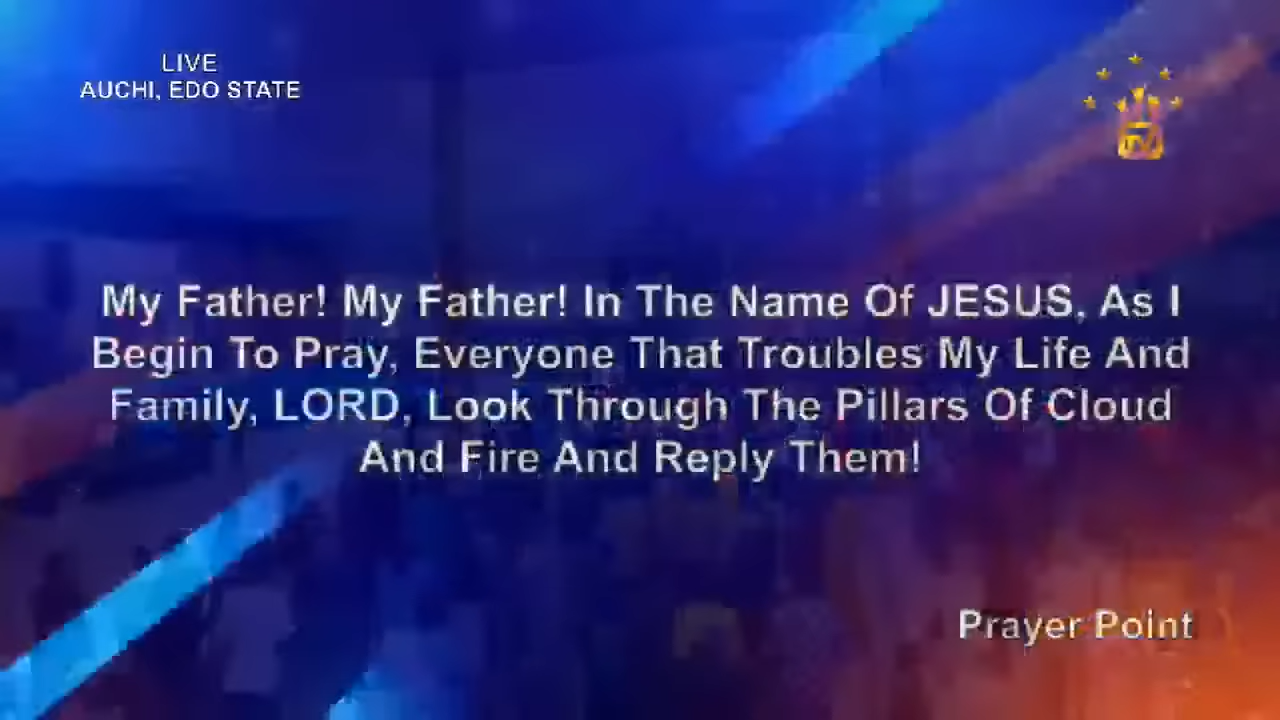 LIVE
AUCHI, EDO STATE
TV
My Father! My Father! In The Name Of JESUS, As I
Begin To Pray, Everyone That Troubles My Life And
Family, LORD, Look Through The Pillars Of Cloud
And Fire And Reply Them!
Prayer Point